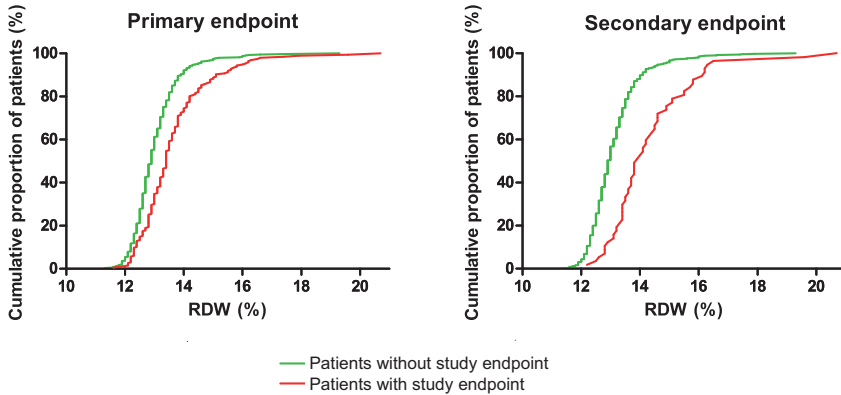 Primary endpoint
Cumulative proportion of patients (%)
100
80
60
40
20
0
10 12 14 16 18 20
RDW (%)
Secondary endpoint
Cumulative proportion of patients (%)
100
80
60
40
20
0
10 12 14 16 18 20
RDW (%)
Patients without study endpoint
Patients with study endpoint